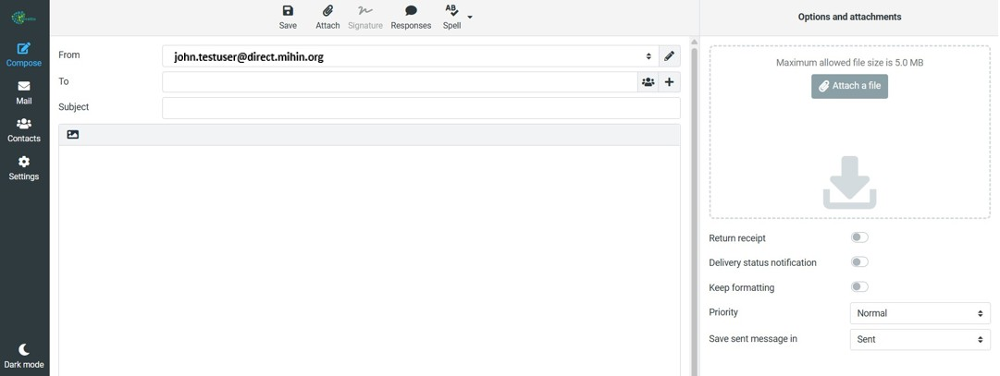 Save
Attach
Signature
Responses
AB
Spell
Options and attachments
Compose
Mail
Contacts
Settings
Dark mode
From
john.testuser@direct.mihin.org
To
Subject
Maximum allowed file size is 5.0 MB
Attach a file
Return receipt
Delivery status notification
Keep formatting
Priority
Normal
Save sent message in
Sent